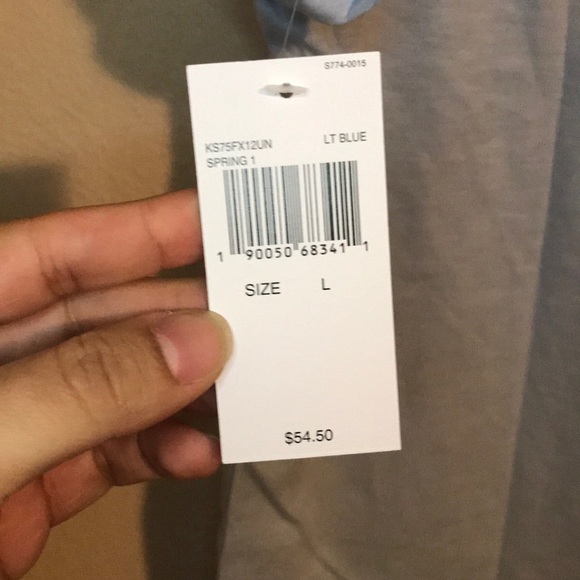 S774-0015
KS75FX12UN LT BLUE
SPRING 1
1 90050 68341 1
SIZE L
$54.50